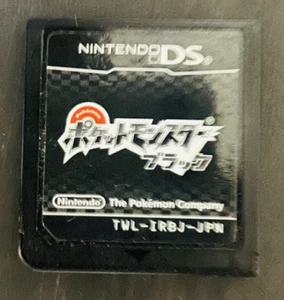 NINTENDO DSi
Pokémon
ポケットモンスター
ブラック
Nintendo The Pokémon Company
TWL-IRBJ-JPN